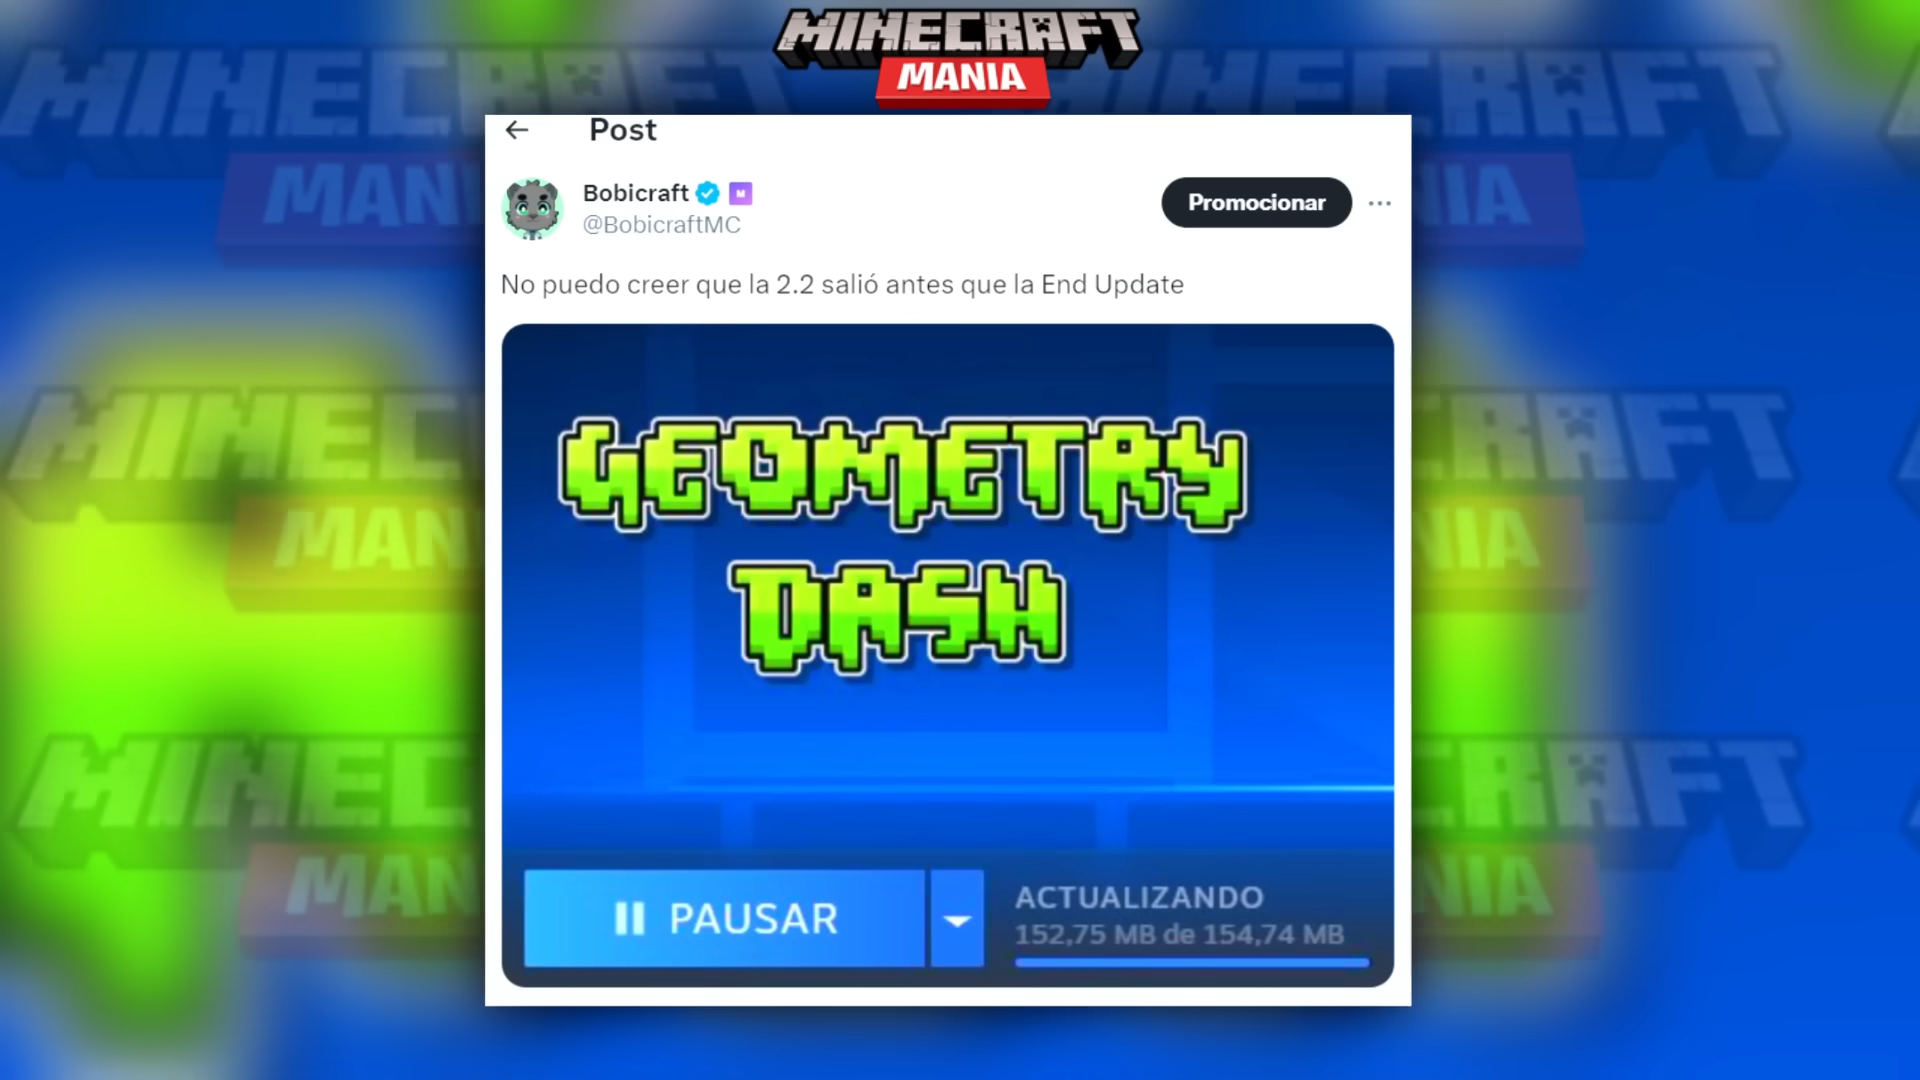 MINECRAFT
MANIA
Post
Bobicraft
@BobicraftMC
Promocionar
No puedo creer que la 2.2 salió antes que la End Update
GEOMETRY
DASH
PAUSAR
ACTUALIZANDO
152,75 MB de 154,74 MB